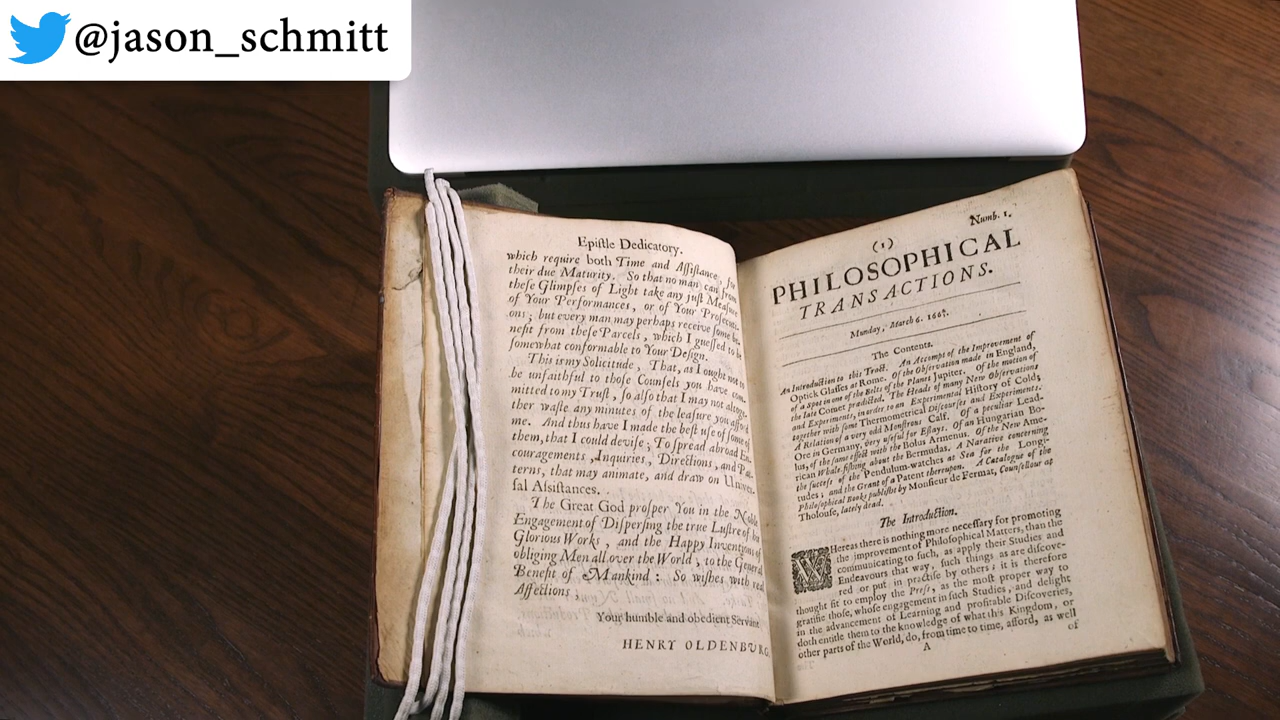 @jason_schmitt
Epiſtle Dedicatory.
which require both Time and Aſſiſtance, for
their due Maturity. So that no man can from
theſe Glimpſes of Light take any juſt Meaſure
of Your Performances, or of Your Proſecuti-
ons; but every man may perhaps receive ſome be-
nefit from theſe Parcels, which I gueſſed to be
ſomewhat conformable to Your Deſign.
This is my Solicitude, That, as I ought not to
be unfaithful to thoſe Counſels you have com-
mitted to my Truſt, ſo alſo that I may not altoge-
ther waſte any minutes of the leaſure you afford
me. And thus have I made the beſt uſe of ſome of
them, that I could deviſe; To ſpread abroad En-
couragements, Inquiries, Directions, and Pat-
terns, that may animate, and draw on Univer-
ſal Aſſiſtances.
The Great God proſper You in the Noble
Engagement of Diſperſing the true Luſtre of his
Glorious Works, and the Happy Inventions of
obliging Men all over the World, to the General
Benefit of Mankind: So wiſhes with real
Affections,
Your humble and obedient Servant
HENRY OLDENBURG.
Numb. 1.
(1)
PHILOSOPHICAL
TRANSACTIONS.
Munday, March 6. 166
The Contents.
An Introduction to this Tract. An Accompt of the Improvement of
Optick Glaſſes at Rome. Of the Obſervation made in England,
of a Spot in one of the Belts of the Planet Jupiter. Of the motion of
the late Comet prædicted. The Heads of many New Obſervations
and Experiments, in order to an Experimental Hiſtory of Cold;
together with ſome Thermometrical Diſcourſes and Experiments.
A Relation of a very odd Monſtrous Calf. Of a peculiar Lead-
Ore in Germany, very uſeful for Eſſays. Of an Hungarian Bo-
lus, of the ſame effect with the Bolus Armenus. Of the New Ame-
rican Whale-fiſhing about the Bermudas. A Narative concerning
the ſucceſs of the Pendulum-watches at Sea for the Longi-
tudes; and the Grant of a Patent thereupon. A Catalogue of the
Philoſophical Books publiſht by Monſieur de Fermat, Counſellour at
Tholouſe, lately dead.
The Introduction.
WHereas there is nothing more neceſſary for promoting
the improvement of Philoſophical Matters, than the
communicating to ſuch, as apply their Studies and
Endeavours that way, ſuch things as are diſcove-
red or put in practiſe by others; it is therefore
thought fit to employ the Preſs, as the moſt proper way to
gratifie thoſe, whoſe engagement in ſuch Studies, and delight
in the advancement of Learning and profitable Diſcoveries,
doth entitle them to the knowledge of what this Kingdom, or
other parts of the World, do, from time to time, afford, as well
A of